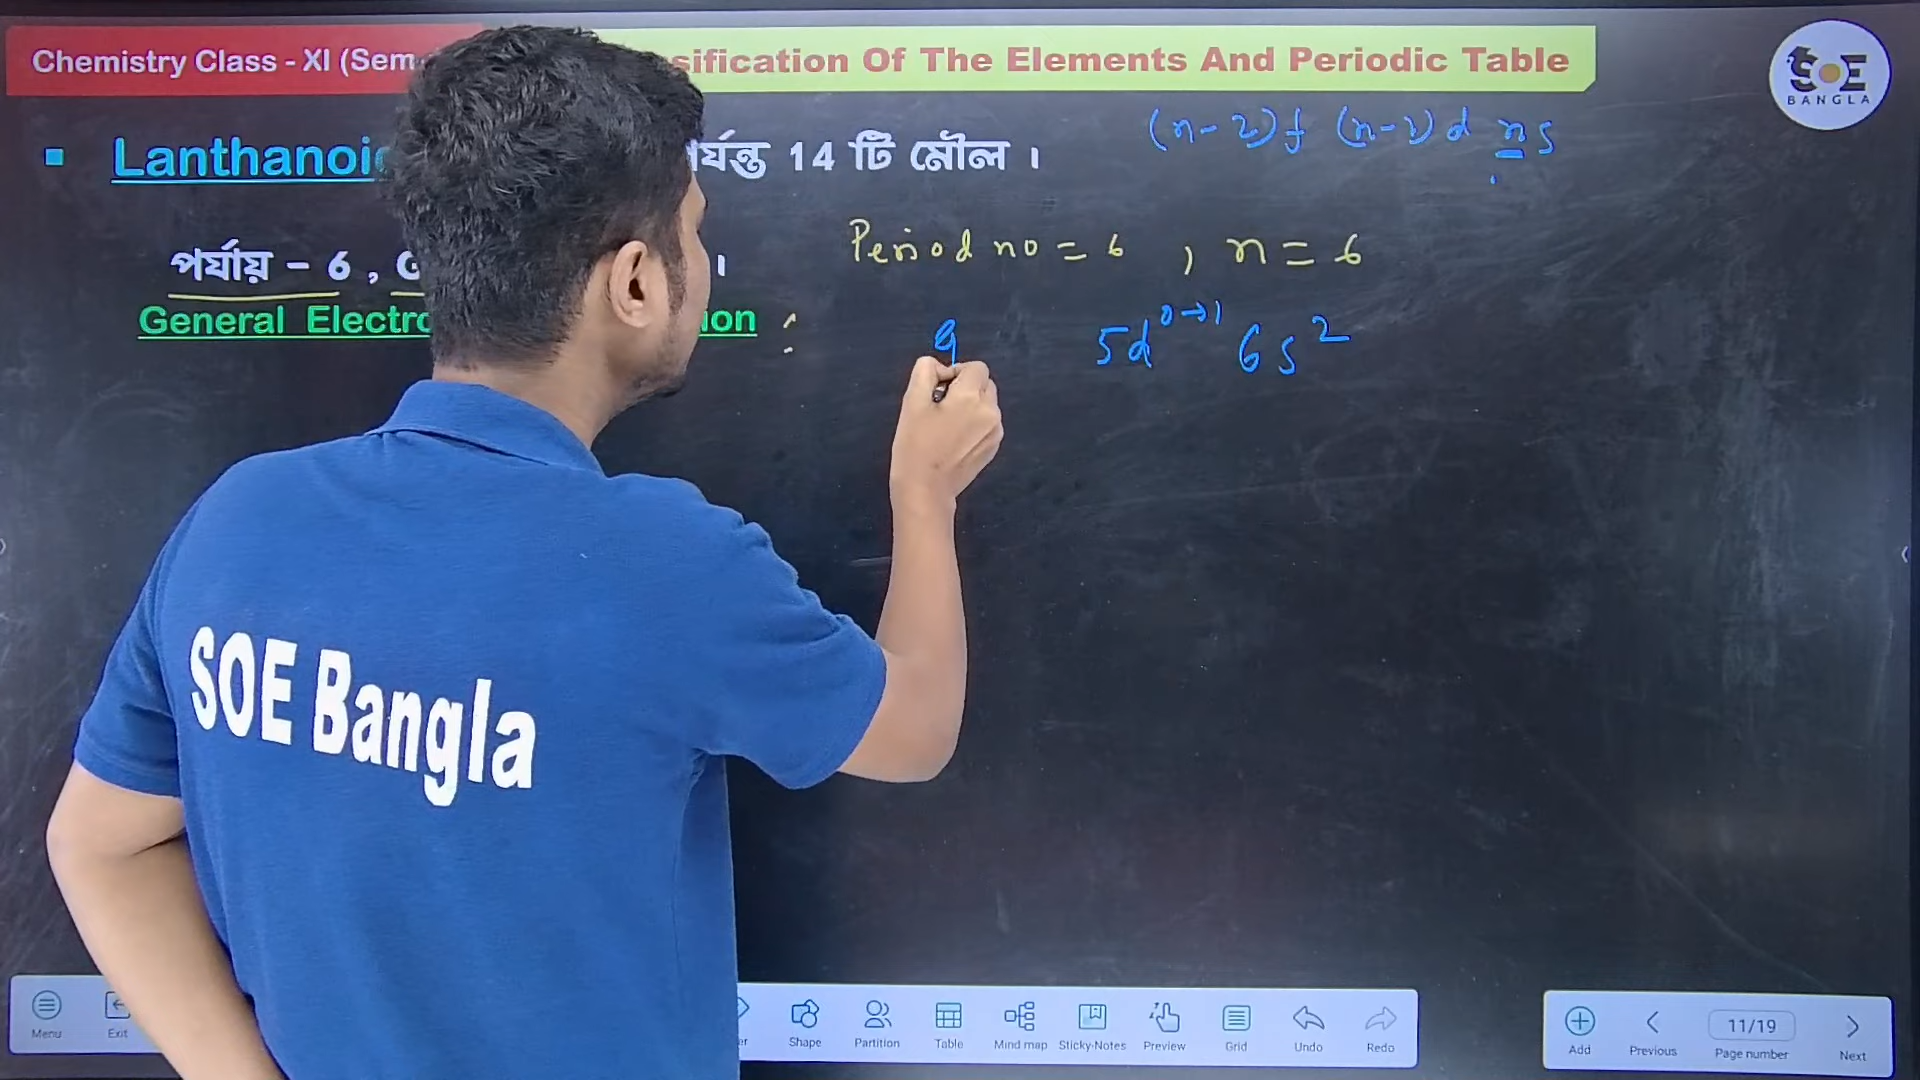 Chemistry Class - XI (Sem
sification Of The Elements And Periodic Table
SOE
BANGLA
(n-2)f (n-1)d ns
Lanthanoi পর্যন্ত 14 টি মৌল ।
Period no = 6 , n = 6
পর্যায় – 6 , G ।
General Electro ion :
5d⁰→¹ 6s²
SOE Bangla
Menu Exit Shape Partition Table Mind map Sticky-Notes Preview Grid Undo Redo
Add Previous 11/19 Page number Next